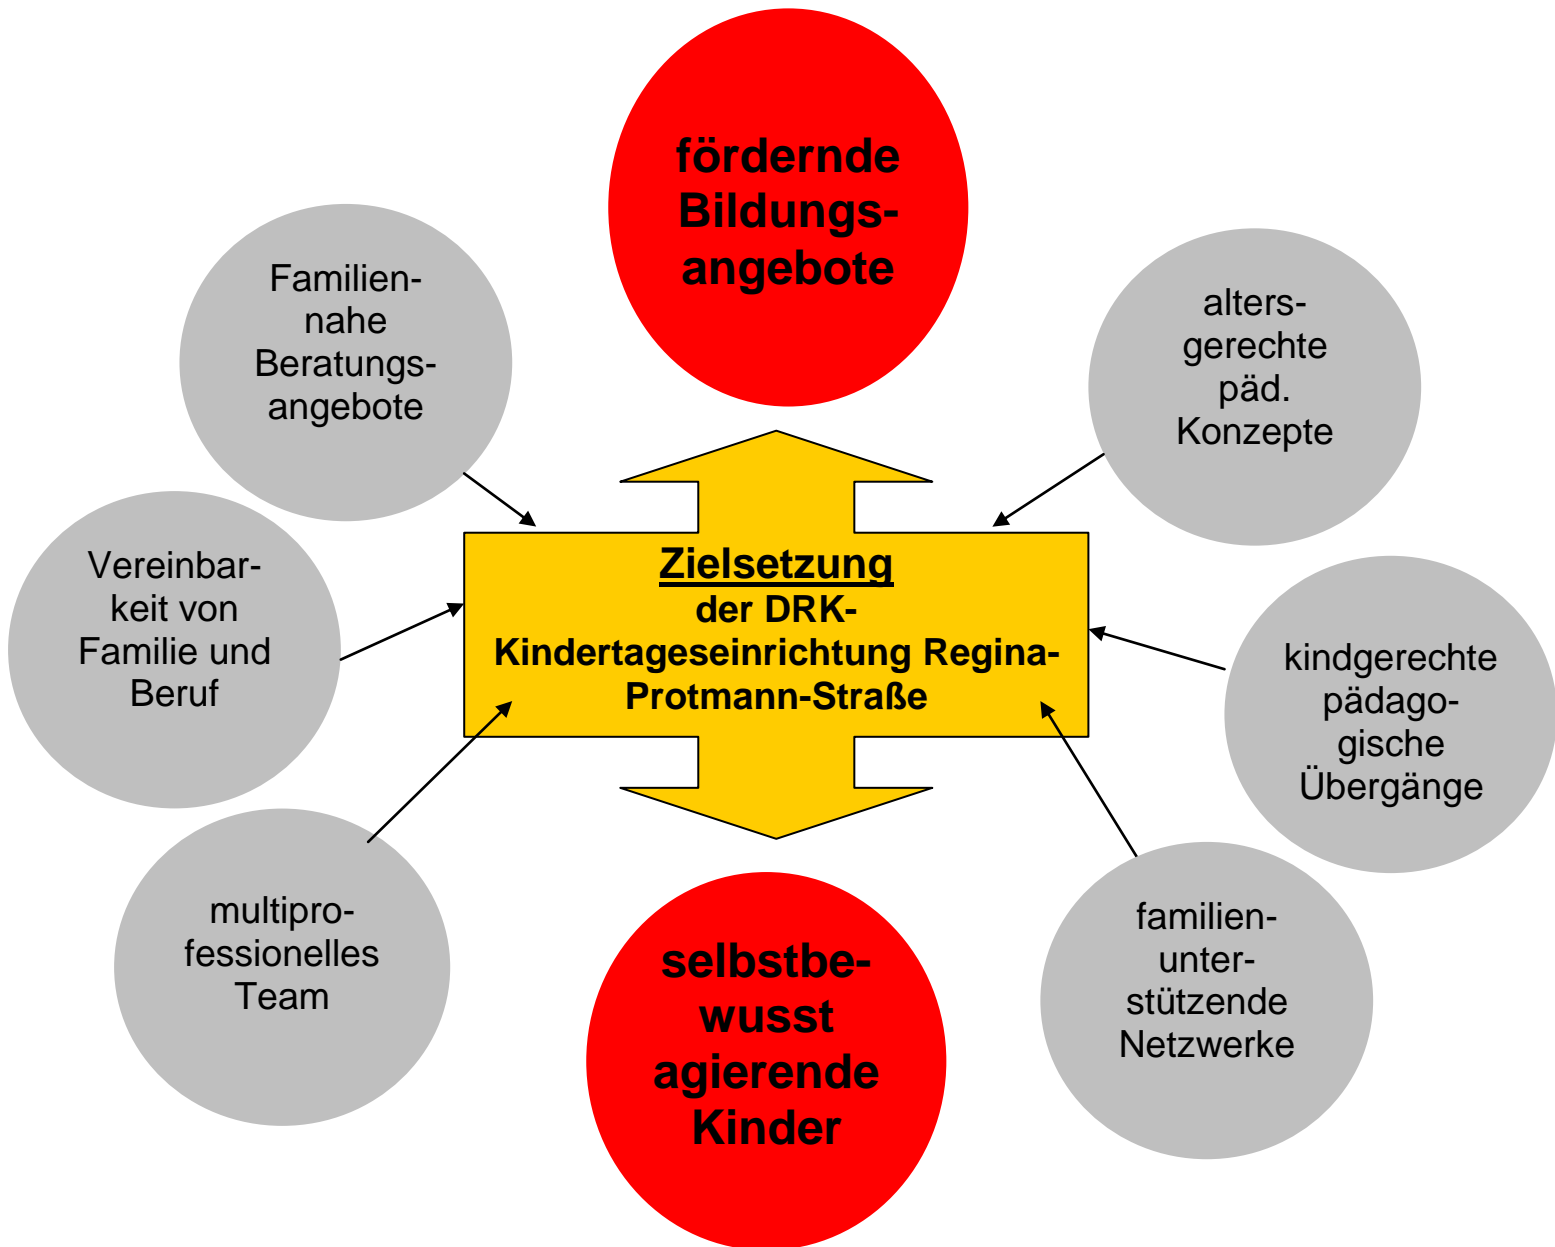 fördernde
Bildungs-
angebote
Familien-
nahe
Beratungs-
angebote
alters-
gerechte
päd.
Konzepte
Vereinbar-
keit von
Familie und
Beruf
Zielsetzung
der DRK-
Kindertageseinrichtung Regina-
Protmann-Straße
kindgerechte
pädago-
gische
Übergänge
multipro-
fessionelles
Team
selbstbe-
wusst
agierende
Kinder
familien-
unter-
stützende
Netzwerke